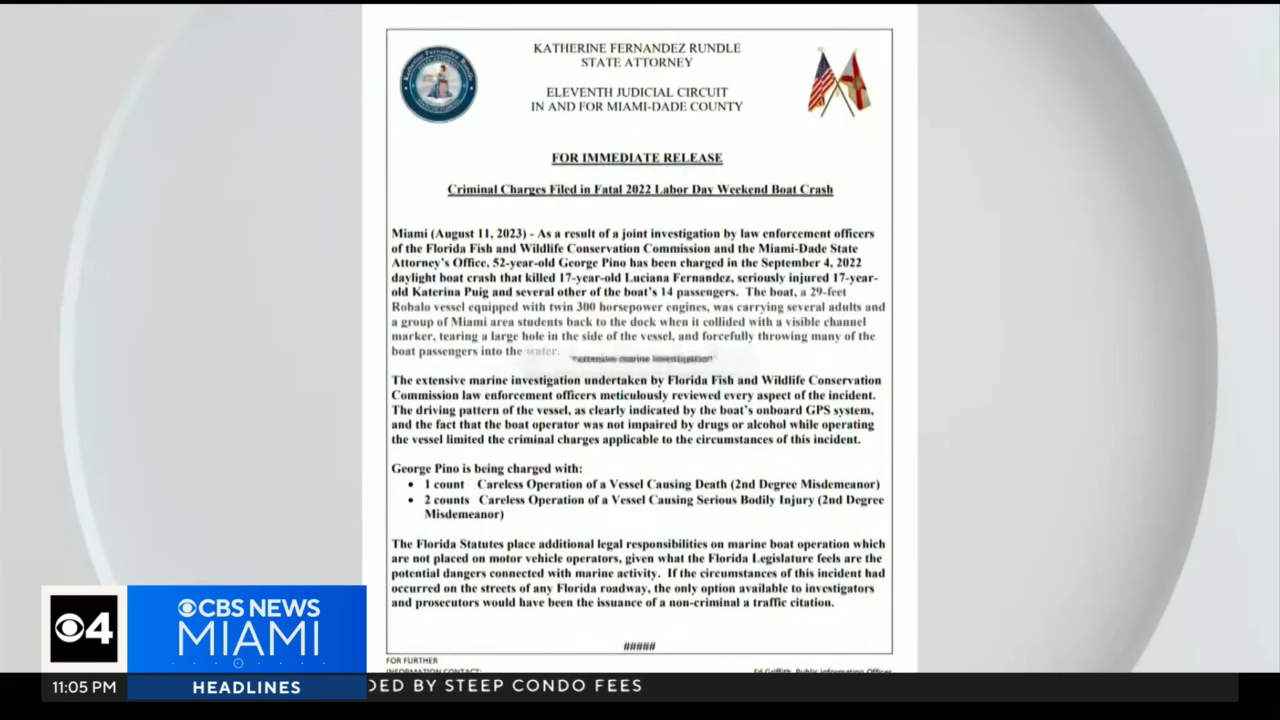 KATHERINE FERNANDEZ RUNDLE
STATE ATTORNEY
ELEVENTH JUDICIAL CIRCUIT
IN AND FOR MIAMI-DADE COUNTY
FOR IMMEDIATE RELEASE
Criminal Charges Filed in Fatal 2022 Labor Day Weekend Boat Crash
Miami (August 11, 2023) - As a result of a joint investigation by law enforcement officers
of the Florida Fish and Wildlife Conservation Commission and the Miami-Dade State
Attorney's Office, 52-year-old George Pino has been charged in the September 4, 2022
daylight boat crash that killed 17-year-old Luciana Fernandez, seriously injured 17-year-
old Katerina Puig and several other of the boat's 14 passengers. The boat, a 29-feet
Robalo vessel equipped with twin 300 horsepower engines, was carrying several adults and
a group of Miami area students back to the dock when it collided with a visible channel
marker, tearing a large hole in the side of the vessel, and forcefully throwing many of the
boat passengers into the water.
"extensive marine investigation"
The extensive marine investigation undertaken by Florida Fish and Wildlife Conservation
Commission law enforcement officers meticulously reviewed every aspect of the incident.
The driving pattern of the vessel, as clearly indicated by the boat's onboard GPS system,
and the fact that the boat operator was not impaired by drugs or alcohol while operating
the vessel limited the criminal charges applicable to the circumstances of this incident.
George Pino is being charged with:
• 1 count Careless Operation of a Vessel Causing Death (2nd Degree Misdemeanor)
• 2 counts Careless Operation of a Vessel Causing Serious Bodily Injury (2nd Degree
Misdemeanor)
The Florida Statutes place additional legal responsibilities on marine boat operation which
are not placed on motor vehicle operators, given what the Florida Legislature feels are the
potential dangers connected with marine activity. If the circumstances of this incident had
occurred on the streets of any Florida roadway, the only option available to investigators
and prosecutors would have been the issuance of a non-criminal a traffic citation.
#####
FOR FURTHER
INFORMATION CONTACT: Ed Griffith, Public Information Officer
4
CBS NEWS
MIAMI
11:05 PM
HEADLINES
DED BY STEEP CONDO FEES